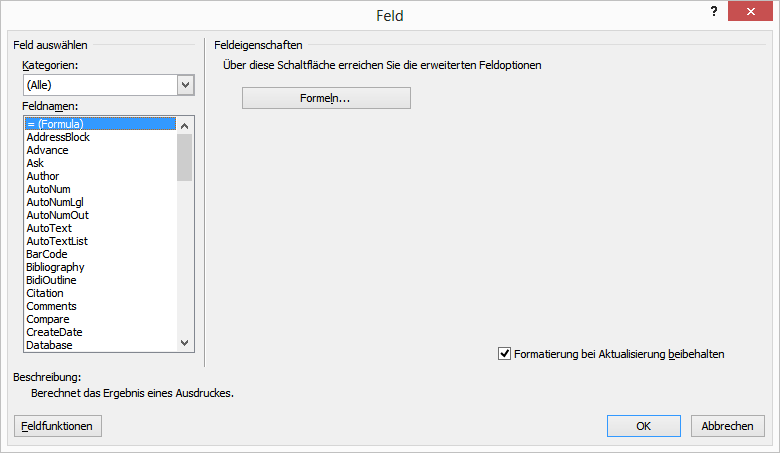 Feld
?
Feld auswählen
Kategorien:
(Alle)
Feldnamen:
= (Formula)
AddressBlock
Advance
Ask
Author
AutoNum
AutoNumLgl
AutoNumOut
AutoText
AutoTextList
BarCode
Bibliography
BidiOutline
Citation
Comments
Compare
CreateDate
Database
Feldeigenschaften
Über diese Schaltfläche erreichen Sie die erweiterten Feldoptionen
Formeln...
Formatierung bei Aktualisierung beibehalten
Beschreibung:
Berechnet das Ergebnis eines Ausdruckes.
Feldfunktionen
OK
Abbrechen